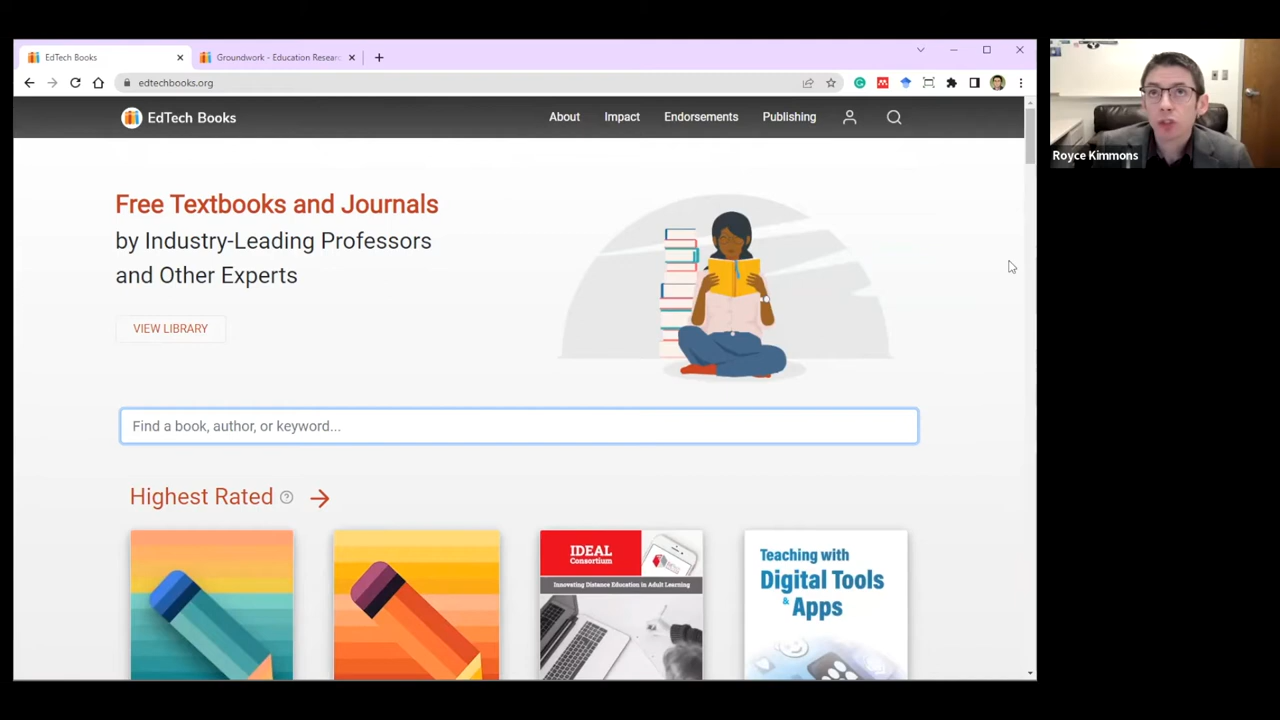 EdTech Books
Groundwork - Education Resear
edtechbooks.org
EdTech Books
About
Impact
Endorsements
Publishing
Royce Kimmons
Free Textbooks and Journals
by Industry-Leading Professors
and Other Experts
VIEW LIBRARY
Find a book, author, or keyword...
Highest Rated
IDEAL
Consortium
Innovating Distance Education in Adult Learning
Teaching with
Digital Tools
& Apps